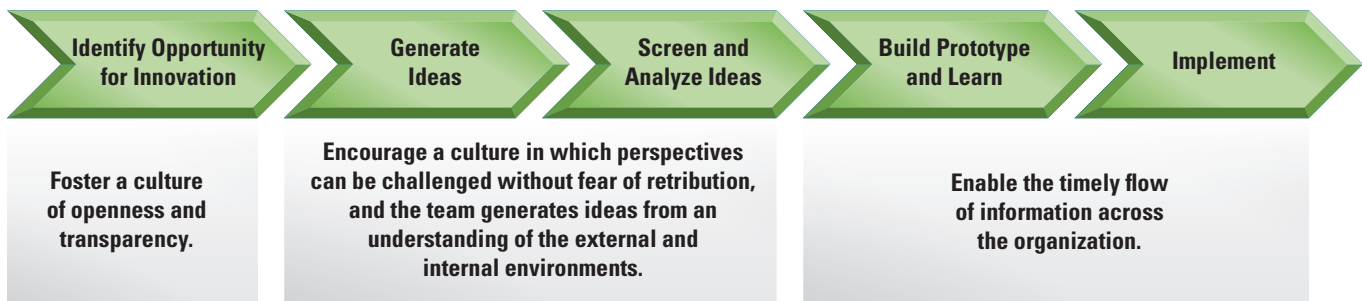 Identify Opportunity
for Innovation
Generate
Ideas
Screen and
Analyze Ideas
Build Prototype
and Learn
Implement
Foster a culture
of openness and
transparency.
Encourage a culture in which perspectives
can be challenged without fear of retribution,
and the team generates ideas from an
understanding of the external and
internal environments.
Enable the timely flow
of information across
the organization.